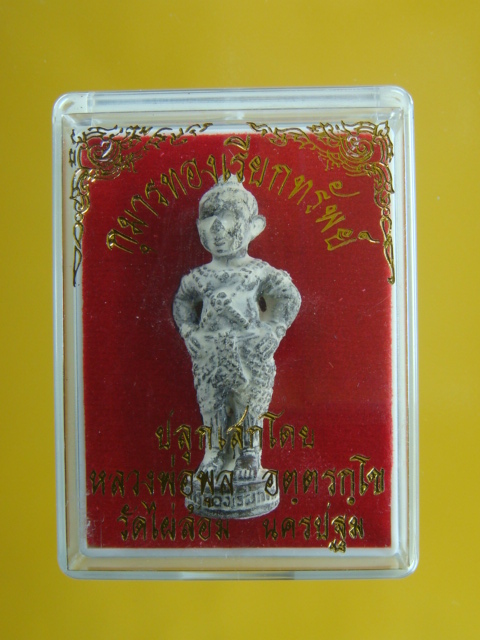 กุมารทองเรียกทรัพย์
ปลุกเสกโดย
หลวงพ่อพูล อตฺตรกฺโข
วัดไผ่ล้อม นครปฐม